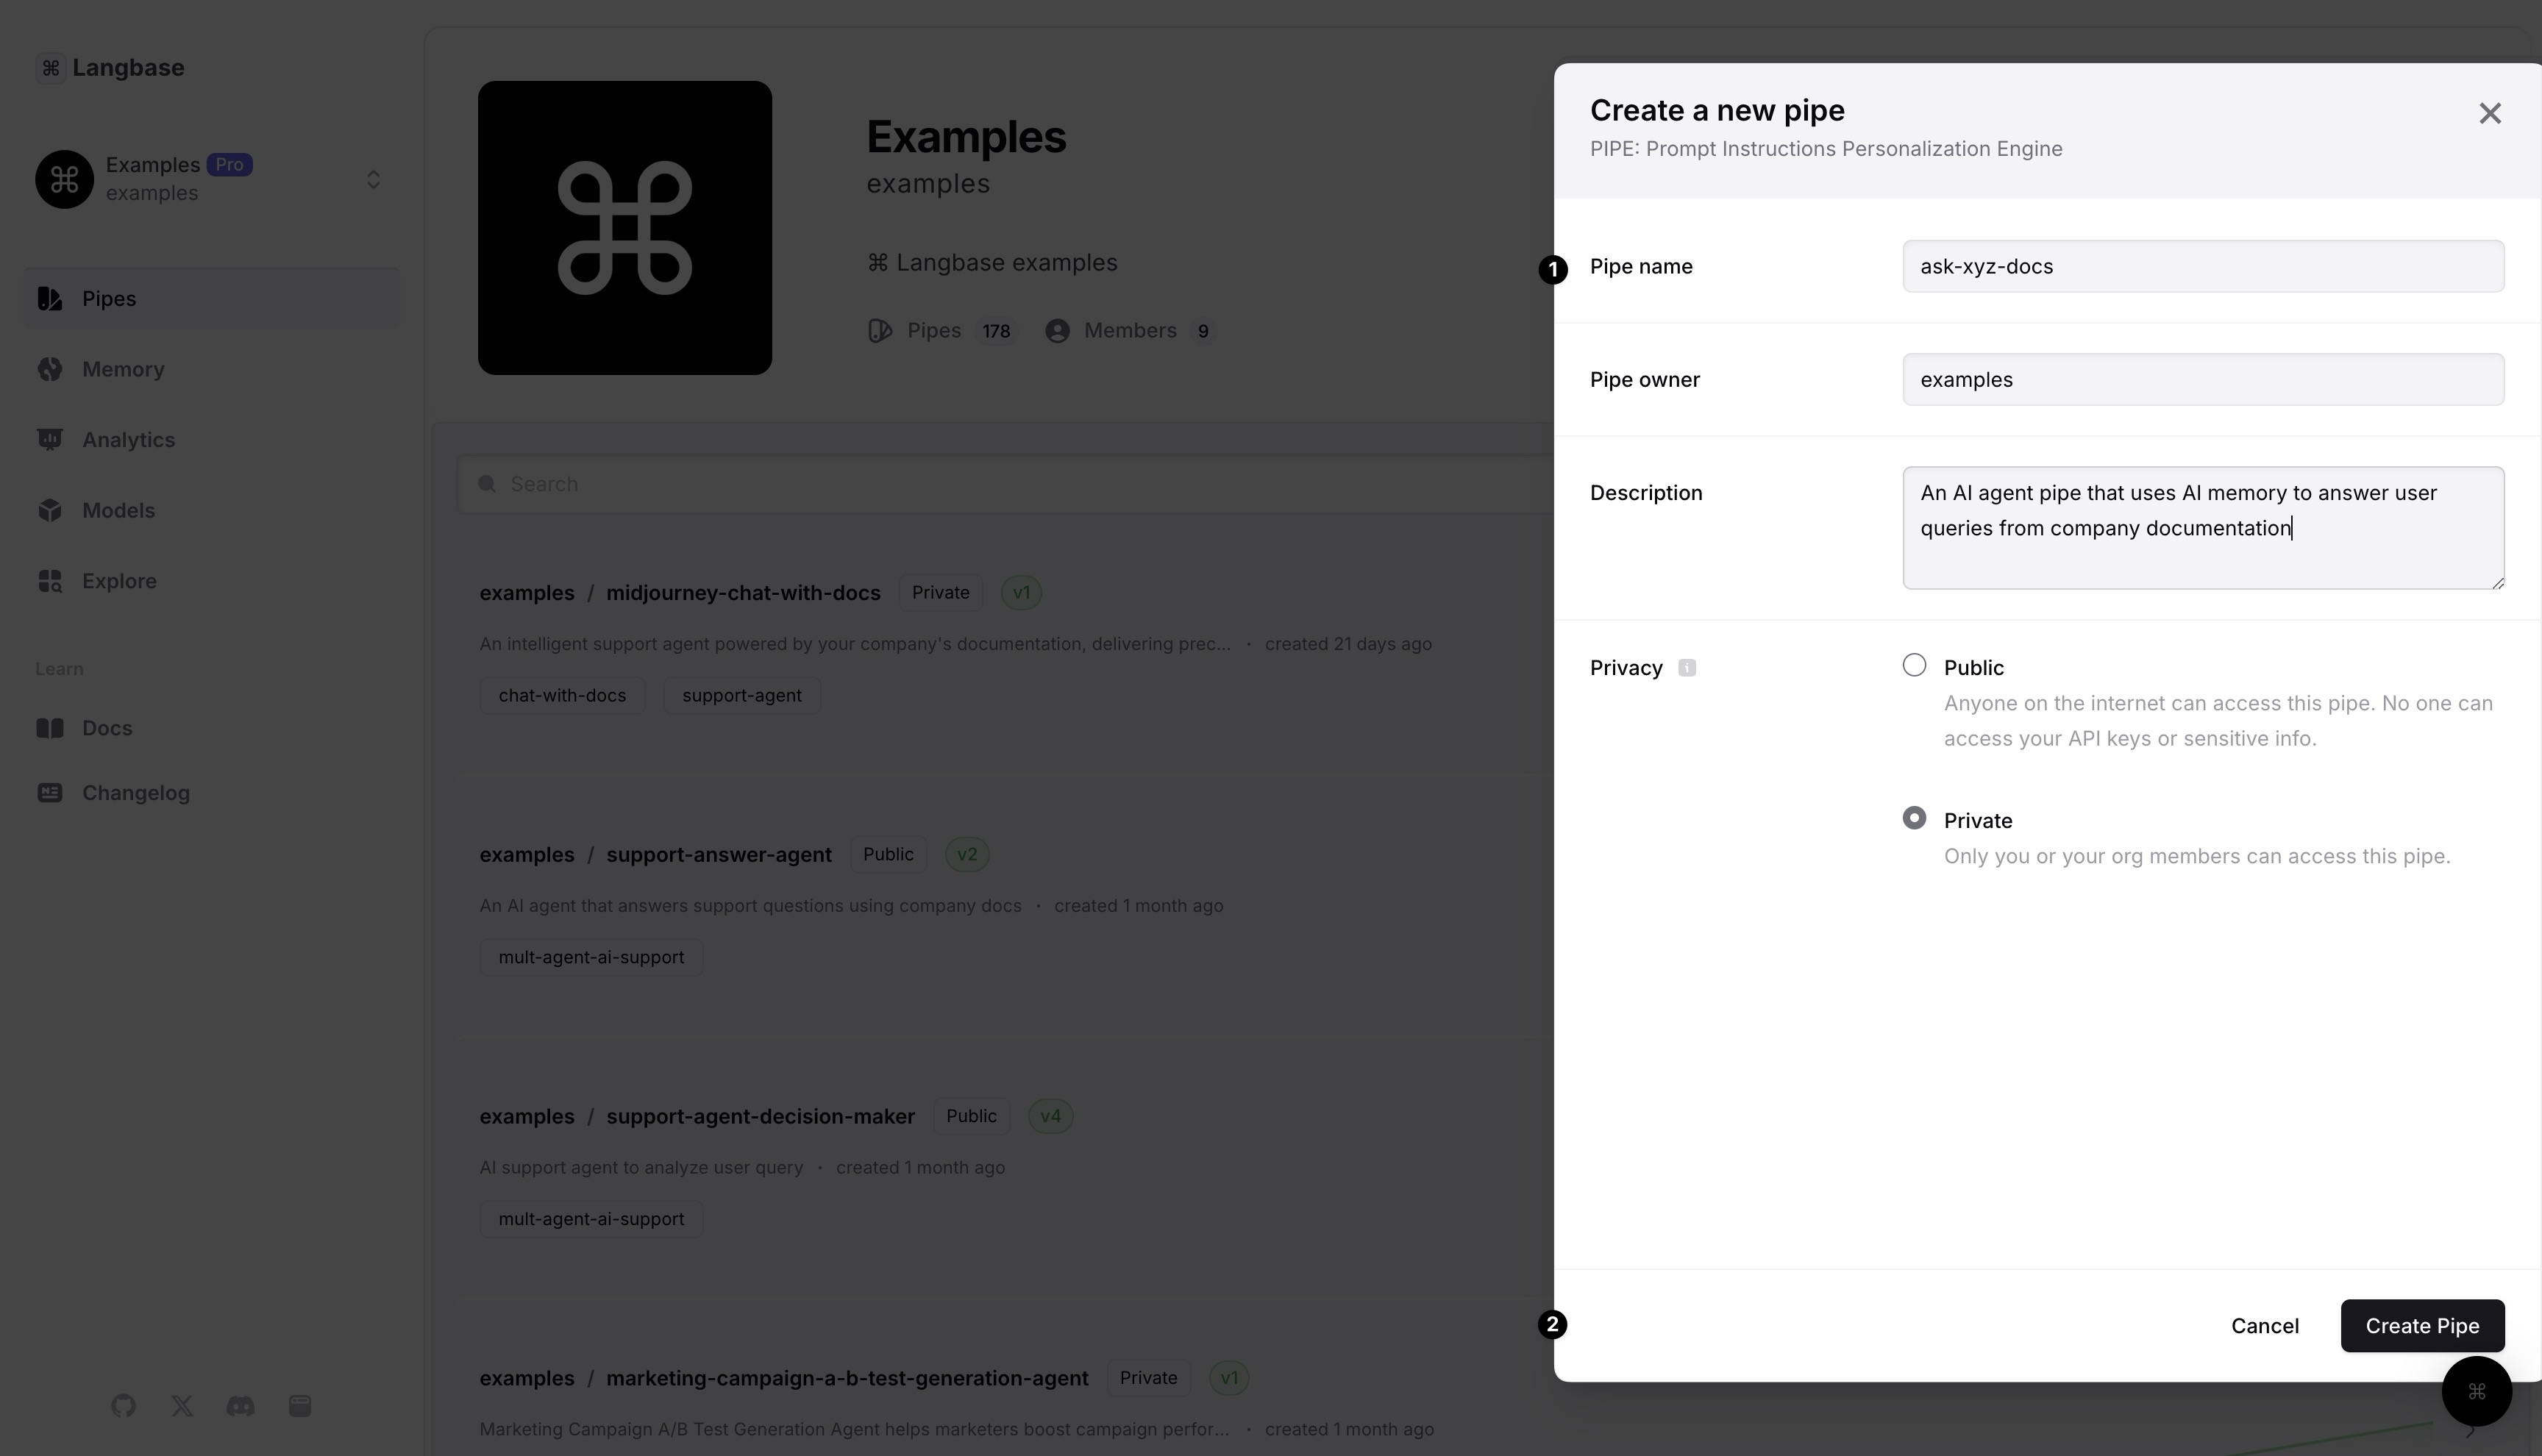 Langbase
Examples Pro
examples
Pipes
Memory
Analytics
Models
Explore
Learn
Docs
Changelog
Examples
examples
⌘ Langbase examples
Pipes 178 Members 9
Search
examples / midjourney-chat-with-docs Private v1
An intelligent support agent powered by your company's documentation, delivering prec... · created 21 days ago
chat-with-docs support-agent
examples / support-answer-agent Public v2
An AI agent that answers support questions using company docs · created 1 month ago
mult-agent-ai-support
examples / support-agent-decision-maker Public v4
AI support agent to analyze user query · created 1 month ago
mult-agent-ai-support
examples / marketing-campaign-a-b-test-generation-agent Private v1
Marketing Campaign A/B Test Generation Agent helps marketers boost campaign perfor... · created 1 month ago
Create a new pipe
PIPE: Prompt Instructions Personalization Engine
1 Pipe name ask-xyz-docs
Pipe owner examples
Description An AI agent pipe that uses AI memory to answer user
queries from company documentation
Privacy Public
Anyone on the internet can access this pipe. No one can
access your API keys or sensitive info.
Private
Only you or your org members can access this pipe.
2 Cancel Create Pipe